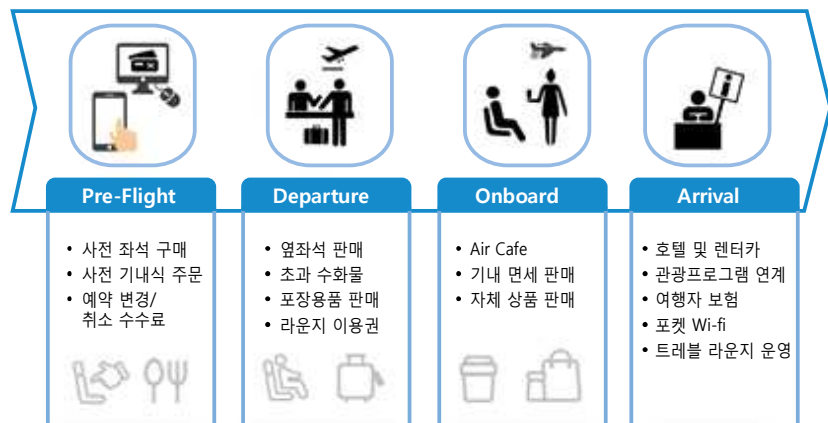 Pre-Flight
• 사전 좌석 구매
• 사전 기내식 주문
• 예약 변경/
취소 수수료
Departure
• 옆좌석 판매
• 초과 수화물
• 포장용품 판매
• 라운지 이용권
Onboard
• Air Cafe
• 기내 면세 판매
• 자체 상품 판매
Arrival
• 호텔 및 렌터카
• 관광프로그램 연계
• 여행자 보험
• 포켓 Wi-fi
• 트레블 라운지 운영